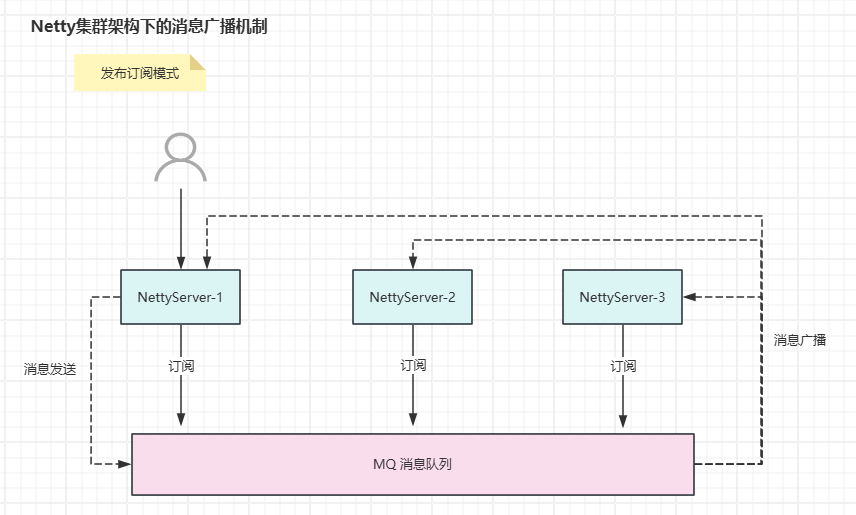 Netty集群架构下的消息广播机制
发布订阅模式
NettyServer-1
NettyServer-2
NettyServer-3
消息发送
订阅
订阅
订阅
消息广播
MQ 消息队列